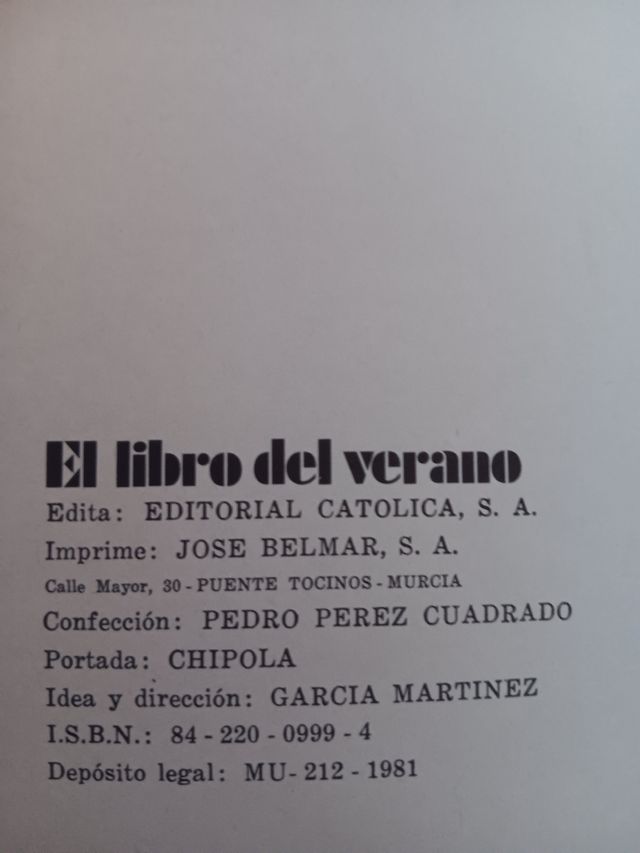 El libro del verano
Edita: EDITORIAL CATOLICA, S. A.
Imprime: JOSE BELMAR, S. A.
Calle Mayor, 30 - PUENTE TOCINOS - MURCIA
Confección: PEDRO PEREZ CUADRADO
Portada: CHIPOLA
Idea y dirección: GARCIA MARTINEZ
I.S.B.N.: 84 - 220 - 0999 - 4
Depósito legal: MU- 212 - 1981